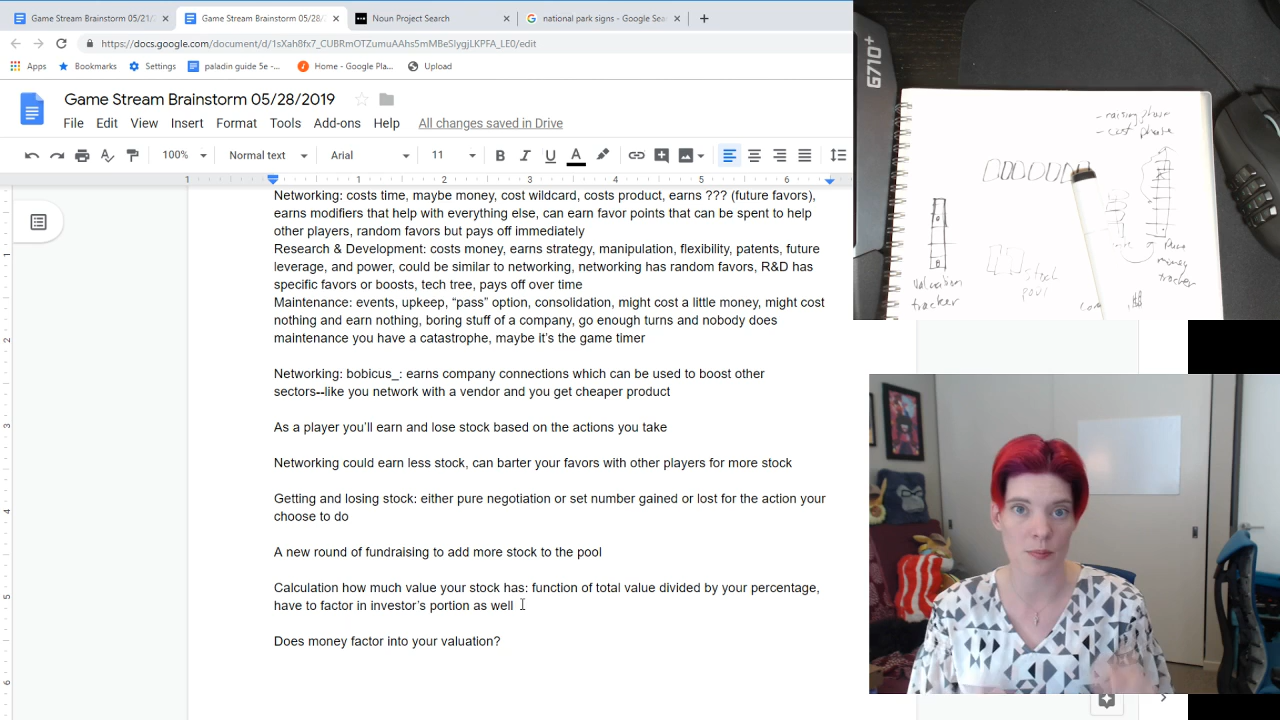 Game Stream Brainstorm 05/21/
Game Stream Brainstorm 05/28/2
Noun Project Search
national park signs - Google Sea
https://docs.google.com/document/d/1sXah8fx7_CUBRmOTZumuAAhs5mMBeSlygjLKPFA_LE0/edit
Apps
Bookmarks
Settings
paladin guide 5e -...
Home - Google Pla...
Upload
Game Stream Brainstorm 05/28/2019
File Edit View Insert Format Tools Add-ons Help All changes saved in Drive
100% Normal text Arial 11 B I U A
1 1 2 3 4 5 6
Networking: costs time, maybe money, cost wildcard, costs product, earns ??? (future favors),
earns modifiers that help with everything else, can earn favor points that can be spent to help
other players, random favors but pays off immediately
Research & Development: costs money, earns strategy, manipulation, flexibility, patents, future
leverage, and power, could be similar to networking, networking has random favors, R&D has
specific favors or boosts, tech tree, pays off over time
Maintenance: events, upkeep, “pass” option, consolidation, might cost a little money, might cost
nothing and earn nothing, boring stuff of a company, go enough turns and nobody does
maintenance you have a catastrophe, maybe it’s the game timer
Networking: bobicus_: earns company connections which can be used to boost other
sectors--like you network with a vendor and you get cheaper product
As a player you’ll earn and lose stock based on the actions you take
Networking could earn less stock, can barter your favors with other players for more stock
Getting and losing stock: either pure negotiation or set number gained or lost for the action your
choose to do
A new round of fundraising to add more stock to the pool
Calculation how much value your stock has: function of total value divided by your percentage,
have to factor in investor’s portion as well
Does money factor into your valuation?
1
2
3
4
5
6
G710+
- raising phase
- cost phase
Valuation
tracker
stock
pool
money
tracker